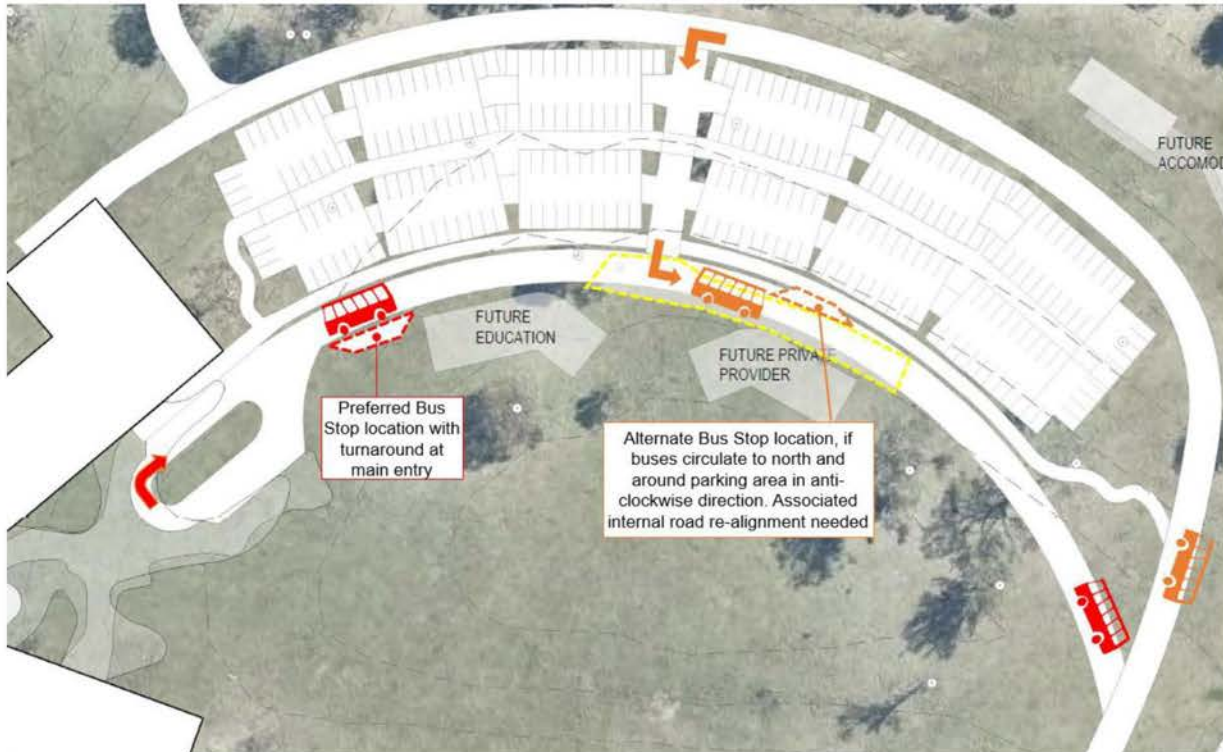 FUTURE
ACCOMOD
FUTURE
EDUCATION
FUTURE PRIVATE
PROVIDER
Preferred Bus
Stop location with
turnaround at
main entry
Alternate Bus Stop location, if
buses circulate to north and
around parking area in anti-
clockwise direction. Associated
internal road re-alignment needed